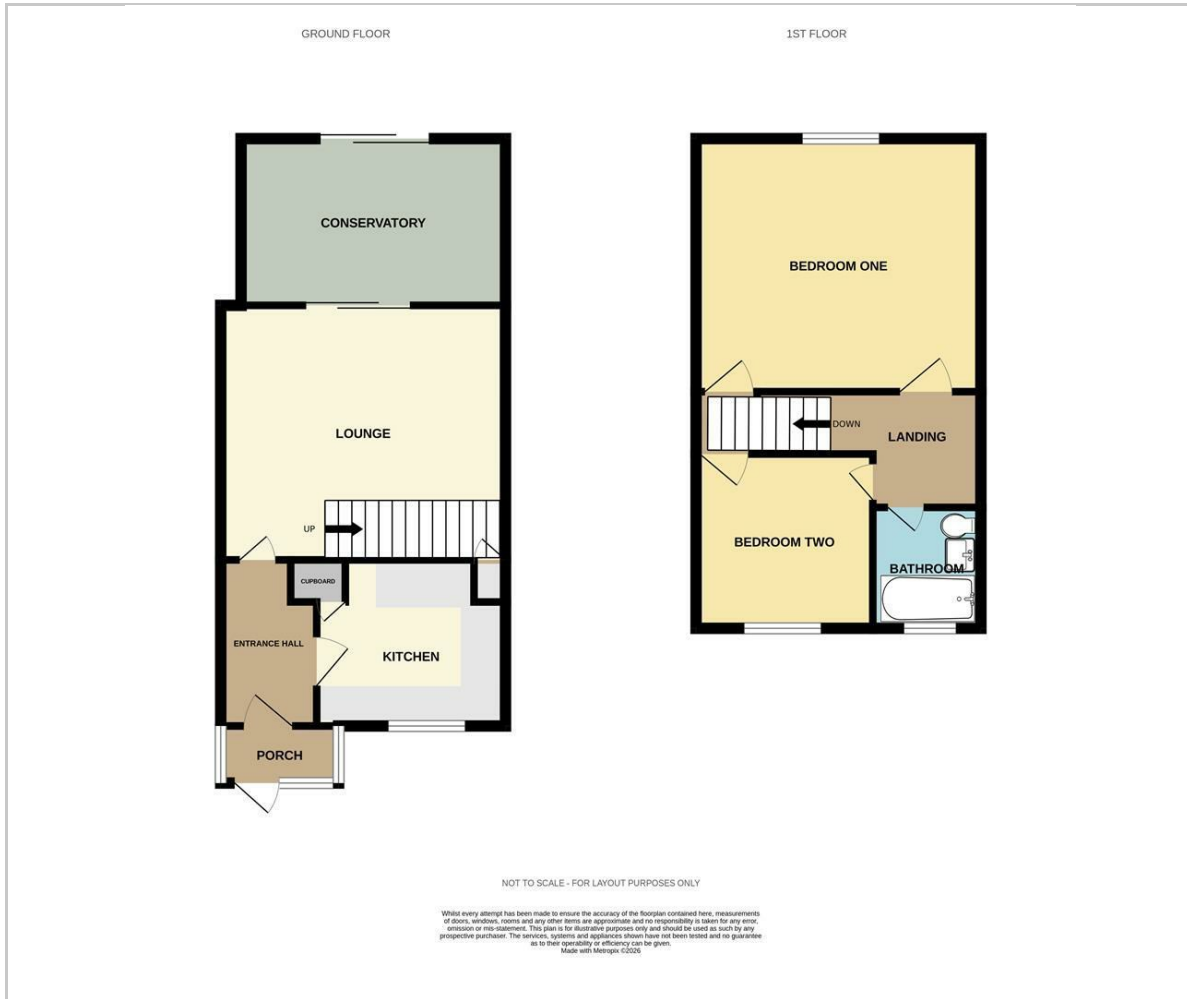 GROUND FLOOR
1ST FLOOR
CONSERVATORY
LOUNGE
UP
CUPBOARD
ENTRANCE HALL
KITCHEN
PORCH
BEDROOM ONE
DOWN
LANDING
BEDROOM TWO
BATHROOM
NOT TO SCALE - FOR LAYOUT PURPOSES ONLY
Whilst every attempt has been made to ensure the accuracy of the floorplan contained here, measurements
of doors, windows, rooms and any other items are approximate and no responsibility is taken for any error,
omission or mis-statement. This plan is for illustrative purposes only and should be used as such by any
prospective purchaser. The services, systems and appliances shown have not been tested and no guarantee
as to their operability or efficiency can be given.
Made with Metropix ©2026